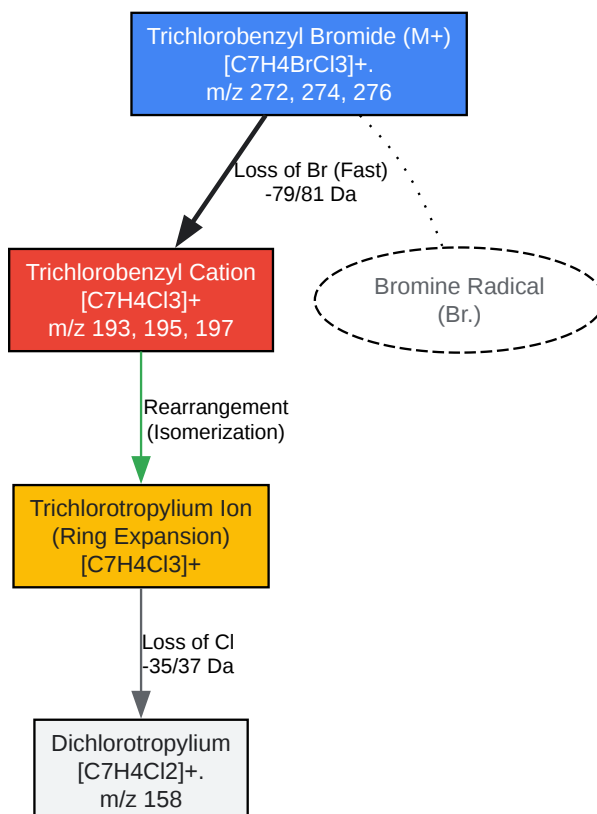 Trichlorobenzyl Bromide (M+)
[C7H4BrCl3]+.
m/z 272, 274, 276
Loss of Br (Fast)
-79/81 Da
Trichlorobenzyl Cation
[C7H4Cl3]+
m/z 193, 195, 197
Bromine Radical
(Br.)
Rearrangement
(Isomerization)
Trichlorotropylium Ion
(Ring Expansion)
[C7H4Cl3]+
Loss of Cl
-35/37 Da
Dichlorotropylium
[C7H4Cl2]+.
m/z 158